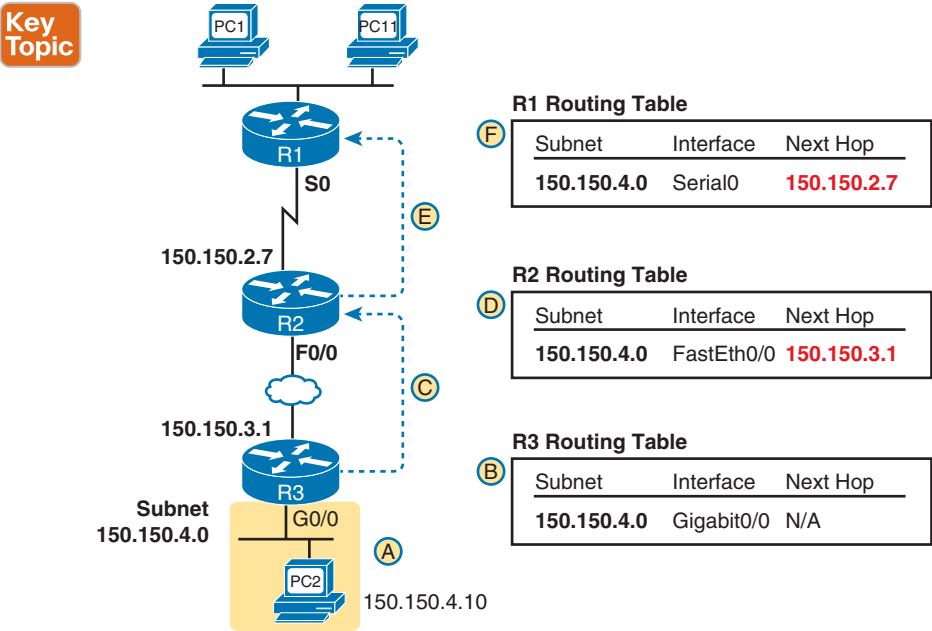 Key
Topic
PC1
PC11
R1
S0
E
150.150.2.7
R2
F0/0
C
150.150.3.1
R3
Subnet
150.150.4.0
G0/0
A
PC2
150.150.4.10
R1 Routing Table
F
Subnet Interface Next Hop
150.150.4.0 Serial0 150.150.2.7
R2 Routing Table
D
Subnet Interface Next Hop
150.150.4.0 FastEth0/0 150.150.3.1
R3 Routing Table
B
Subnet Interface Next Hop
150.150.4.0 Gigabit0/0 N/A